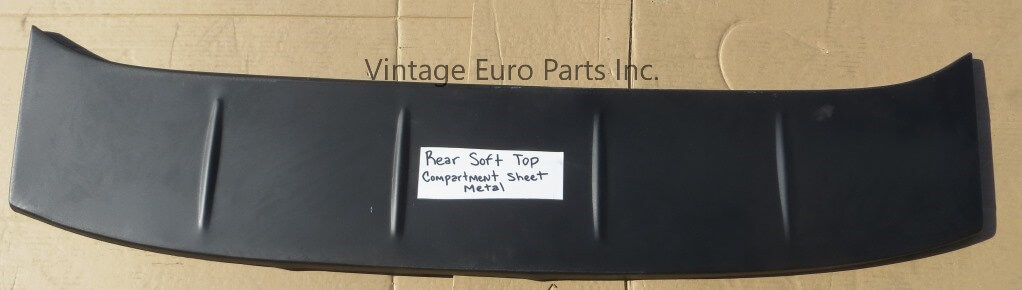 Vintage Euro Parts Inc.
Rear Soft Top
Compartment Sheet
Metal